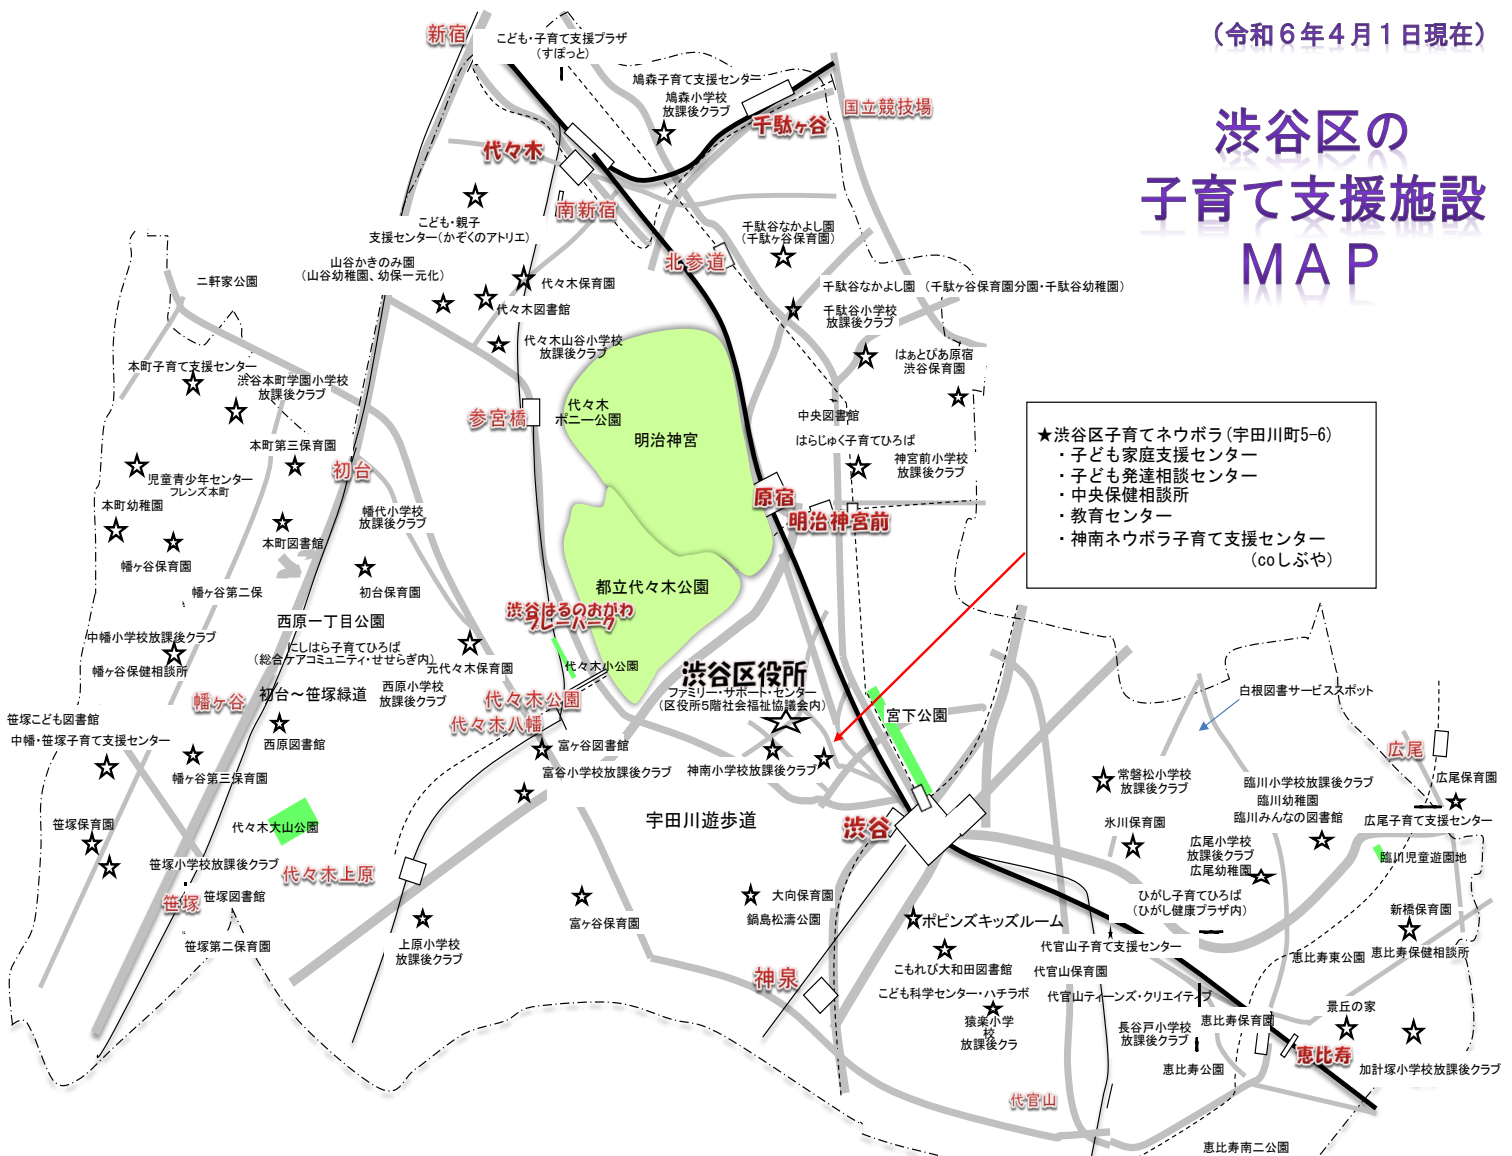 （令和６年４月１日現在）
渋谷区の
子育て支援施設
ＭＡＰ
新宿
こども・子育て支援プラザ
（すぽっと）
鳩森子育て支援センター
鳩森小学校
放課後クラブ
千駄ヶ谷
国立競技場
代々木
南新宿
こども・親子
支援センター（かぞくのアトリエ）
北参道
千駄谷なかよし園
（千駄ヶ谷保育園）
山谷かきのみ園
（山谷幼稚園、幼保一元化）
二軒家公園
代々木保育園
代々木図書館
千駄谷なかよし園 （千駄ヶ谷保育園分園・千駄谷幼稚園）
千駄谷小学校
放課後クラブ
代々木山谷小学校
放課後クラブ
はぁとぴあ原宿
渋谷保育園
本町子育て支援センター
渋谷本町学園小学校
放課後クラブ
参宮橋
代々木
ポニー公園
明治神宮
中央図書館
はらじゅく子育てひろば
神宮前小学校
放課後クラブ
★渋谷区子育てネウボラ（宇田川町5-6）
・子ども家庭支援センター
・子ども発達相談センター
・中央保健相談所
・教育センター
・神南ネウボラ子育て支援センター
（coしぶや）
本町第三保育園
初台
児童青少年センター
フレンズ本町
本町幼稚園
原宿
明治神宮前
幡代小学校
放課後クラブ
本町図書館
幡ヶ谷保育園
幡ヶ谷第二保
初台保育園
都立代々木公園
渋谷はるのおがわ
プレーパーク
西原一丁目公園
中幡小学校放課後クラブ
幡ヶ谷保健相談所
にしはら子育てひろば
（総合ケアコミュニティ・せせらぎ内）
元代々木保育園
代々木小公園
渋谷区役所
ファミリー・サポート・センター
（区役所5階社会福祉協議会内）
西原小学校
放課後クラブ
幡ヶ谷
初台～笹塚緑道
代々木公園
代々木八幡
宮下公園
白根図書サービススポット
笹塚こども図書館
中幡・笹塚子育て支援センター
西原図書館
富ヶ谷図書館
広尾
幡ヶ谷第三保育園
富谷小学校放課後クラブ
神南小学校放課後クラブ
常磐松小学校
放課後クラブ
臨川小学校放課後クラブ
臨川幼稚園
臨川みんなの図書館
広尾保育園
広尾子育て支援センター
笹塚保育園
代々木大山公園
宇田川遊歩道
渋谷
氷川保育園
広尾小学校
放課後クラブ
広尾幼稚園
臨川児童遊園地
笹塚小学校放課後クラブ
代々木上原
笹塚
笹塚図書館
大向保育園
鍋島松濤公園
富ヶ谷保育園
ポピンズキッズルーム
ひがし子育てひろば
（ひがし健康プラザ内）
新橋保育園
笹塚第二保育園
上原小学校
放課後クラブ
代官山子育て支援センター
恵比寿東公園
恵比寿保健相談所
神泉
こもれび大和田図書館
代官山保育園
こども科学センター・ハチラボ
代官山ティーンズ・クリエイティブ
猿楽小学
校
放課後クラ
長谷戸小学校
放課後クラブ
恵比寿保育園
景丘の家
恵比寿
恵比寿公園
加計塚小学校放課後クラブ
代官山
恵比寿南二公園